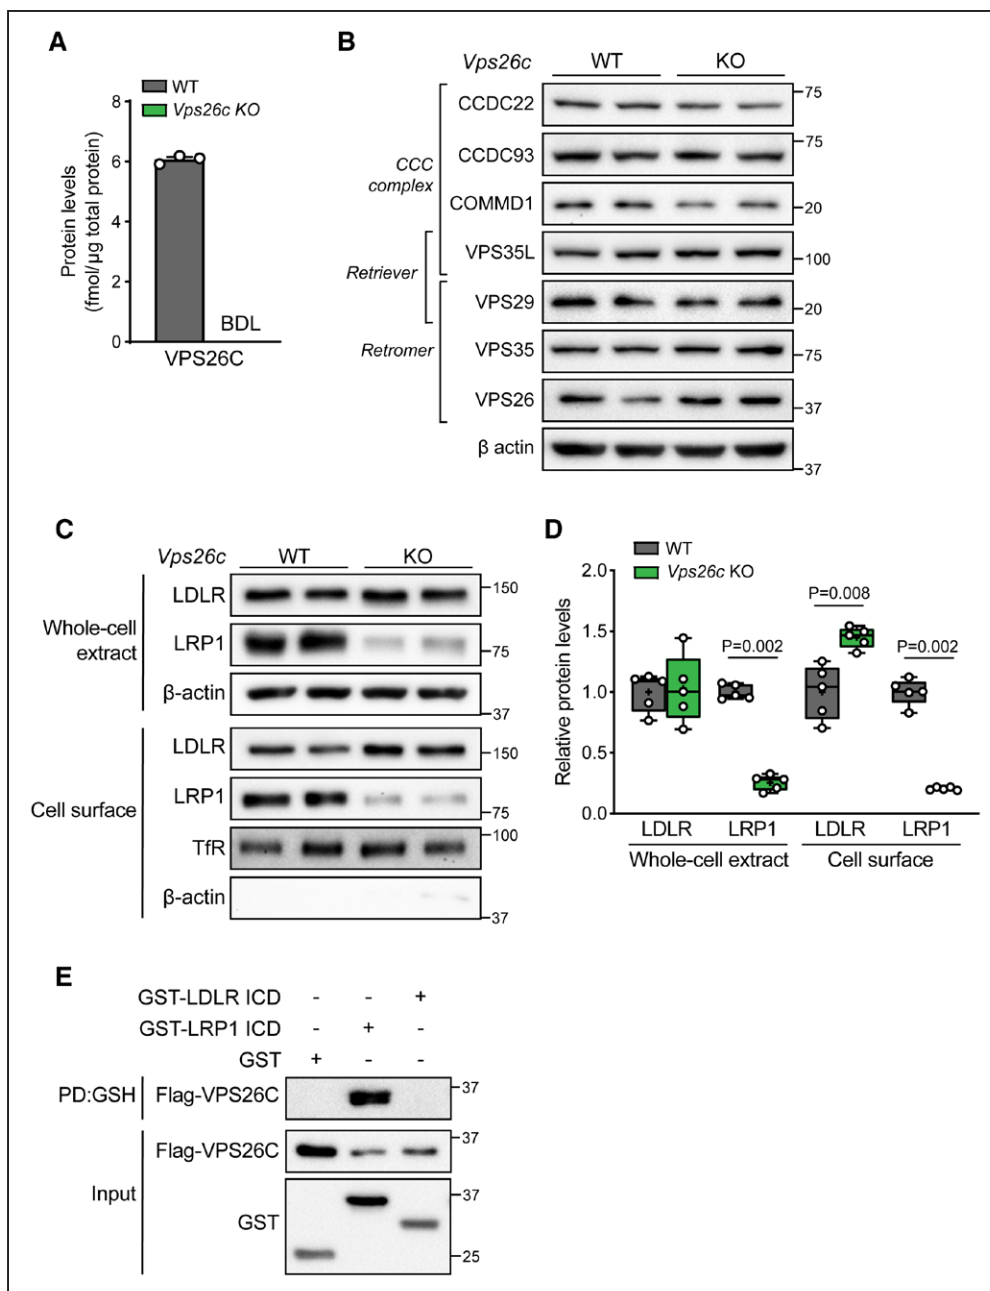 A
WT
Vps26c KO
Protein levels
(fmol/µg total protein)
8
6
4
2
0
BDL
VPS26C
B
Vps26c WT KO
CCC
complex
Retriever
Retromer
CCDC22 75
CCDC93 75
COMMD1 20
VPS35L 100
VPS29 20
VPS35 75
VPS26 37
β actin 37
C
Vps26c WT KO
Whole-cell
extract
LDLR 150
LRP1 75
β-actin 37
Cell surface
LDLR 150
LRP1 75
TfR 100
β-actin 37
D
WT
Vps26c KO
Relative protein levels
2.0
1.5
1.0
0.5
0.0
P=0.002
P=0.008
P=0.002
LDLR LRP1 LDLR LRP1
Whole-cell extract Cell surface
E
GST-LDLR ICD - - +
GST-LRP1 ICD - + -
GST + - -
PD:GSH Flag-VPS26C 37
Input
Flag-VPS26C 37
GST 37
25